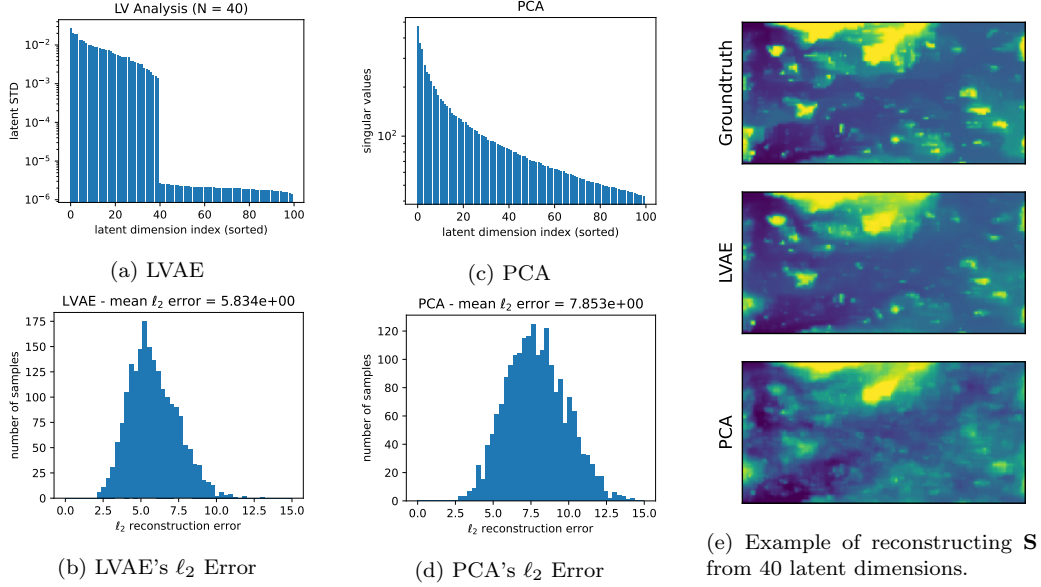 LV Analysis (N = 40)
latent STD
10⁻²
10⁻³
10⁻⁴
10⁻⁵
10⁻⁶
0 20 40 60 80 100
latent dimension index (sorted)
(a) LVAE
PCA
singular values
10²
0 20 40 60 80 100
latent dimension index (sorted)
(c) PCA
LVAE - mean ℓ₂ error = 5.834e+00
number of samples
175
150
125
100
75
50
25
0
0.0 2.5 5.0 7.5 10.0 12.5 15.0
ℓ₂ reconstruction error
(b) LVAE's ℓ₂ Error
PCA - mean ℓ₂ error = 7.853e+00
number of samples
120
100
80
60
40
20
0
0.0 2.5 5.0 7.5 10.0 12.5 15.0
ℓ₂ reconstruction error
(d) PCA's ℓ₂ Error
Groundtruth
LVAE
PCA
(e) Example of reconstructing S
from 40 latent dimensions.